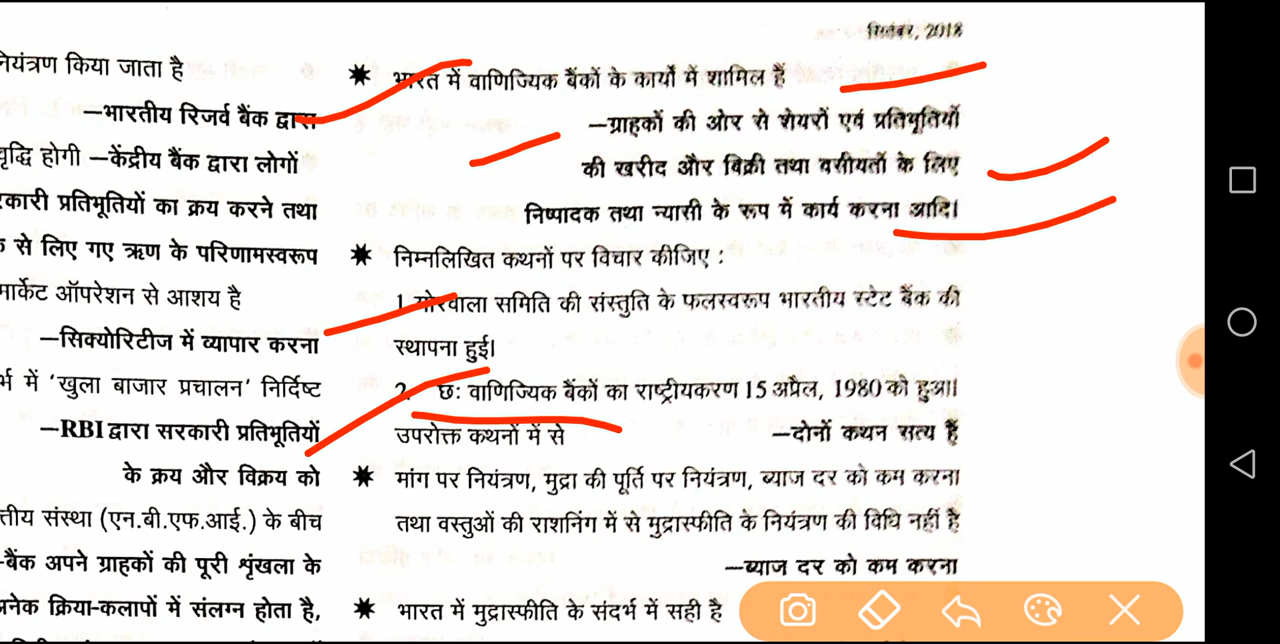 सितंबर, 2018
नियंत्रण किया जाता है
—भारतीय रिजर्व बैंक द्वारा
वृद्धि होगी —केंद्रीय बैंक द्वारा लोगों
रकारी प्रतिभूतियों का क्रय करने तथा
से लिए गए ऋण के परिणामस्वरूप
मार्केट ऑपरेशन से आशय है
—सिक्योरिटीज में व्यापार करना
र्भ में ‘खुला बाजार प्रचालन’ निर्दिष्ट
—RBI द्वारा सरकारी प्रतिभूतियों
के क्रय और विक्रय को
त्तीय संस्था (एन.बी.एफ.आई.) के बीच
—बैंक अपने ग्राहकों की पूरी शृंखला के
अनेक क्रिया-कलापों में संलग्न होता है,
✷ भारत में वाणिज्यिक बैंकों के कार्यों में शामिल हैं
—ग्राहकों की ओर से शेयरों एवं प्रतिभूतियों
की खरीद और बिक्री तथा वसीयतों के लिए
निष्पादक तथा न्यासी के रूप में कार्य करना आदि।
✷ निम्नलिखित कथनों पर विचार कीजिए :
1. गोरवाला समिति की संस्तुति के फलस्वरूप भारतीय स्टेट बैंक की
स्थापना हुई।
2. छः वाणिज्यिक बैंकों का राष्ट्रीयकरण 15 अप्रैल, 1980 को हुआ।
उपरोक्त कथनों में से —दोनों कथन सत्य हैं
✷ मांग पर नियंत्रण, मुद्रा की पूर्ति पर नियंत्रण, ब्याज दर को कम करना
तथा वस्तुओं की राशनिंग में से मुद्रास्फीति के नियंत्रण की विधि नहीं है
—ब्याज दर को कम करना
✷ भारत में मुद्रास्फीति के संदर्भ में सही है